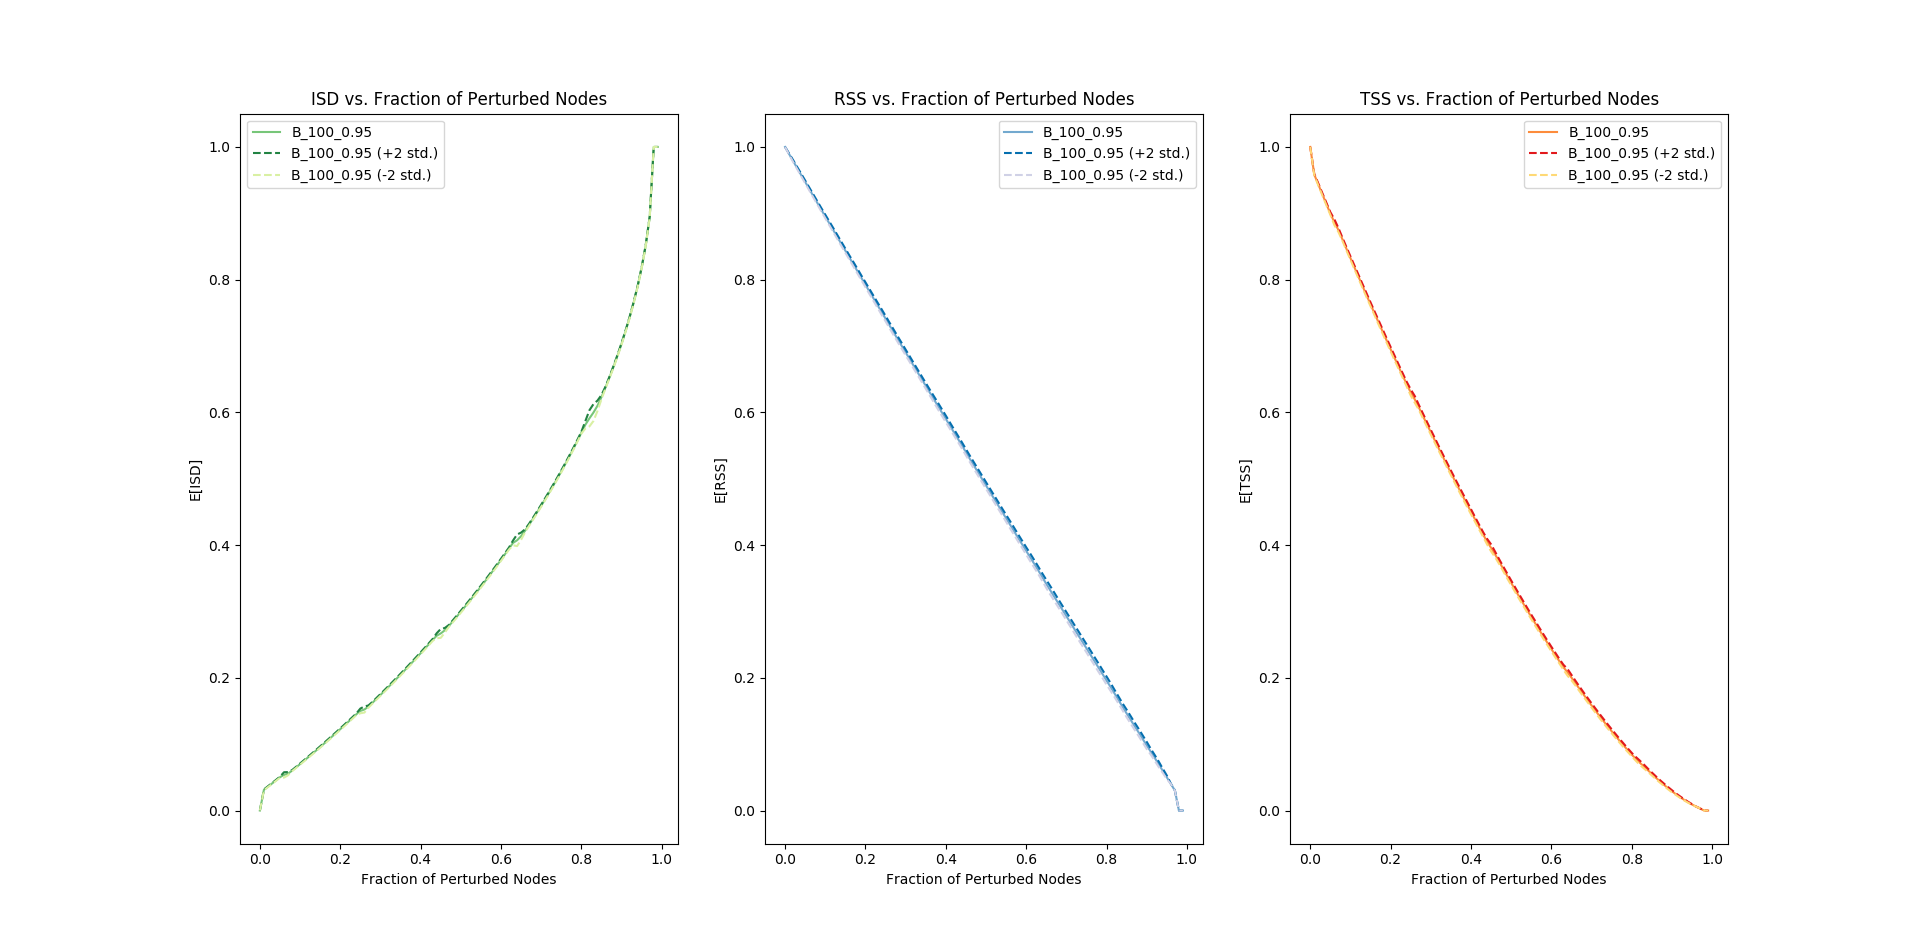 ISD vs. Fraction of Perturbed Nodes
B_100_0.95
B_100_0.95 (+2 std.)
B_100_0.95 (-2 std.)
1.0
0.8
0.6
0.4
0.2
0.0
E[ISD]
0.0 0.2 0.4 0.6 0.8 1.0
Fraction of Perturbed Nodes
RSS vs. Fraction of Perturbed Nodes
B_100_0.95
B_100_0.95 (+2 std.)
B_100_0.95 (-2 std.)
1.0
0.8
0.6
0.4
0.2
0.0
E[RSS]
0.0 0.2 0.4 0.6 0.8 1.0
Fraction of Perturbed Nodes
TSS vs. Fraction of Perturbed Nodes
B_100_0.95
B_100_0.95 (+2 std.)
B_100_0.95 (-2 std.)
1.0
0.8
0.6
0.4
0.2
0.0
E[TSS]
0.0 0.2 0.4 0.6 0.8 1.0
Fraction of Perturbed Nodes